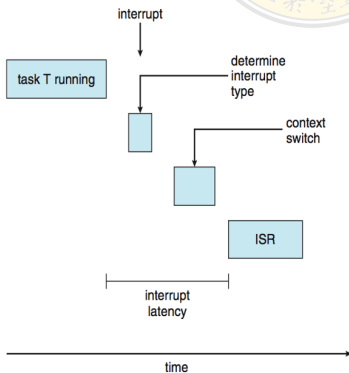 interrupt
task T running
determine
interrupt
type
context
switch
ISR
interrupt
latency
time